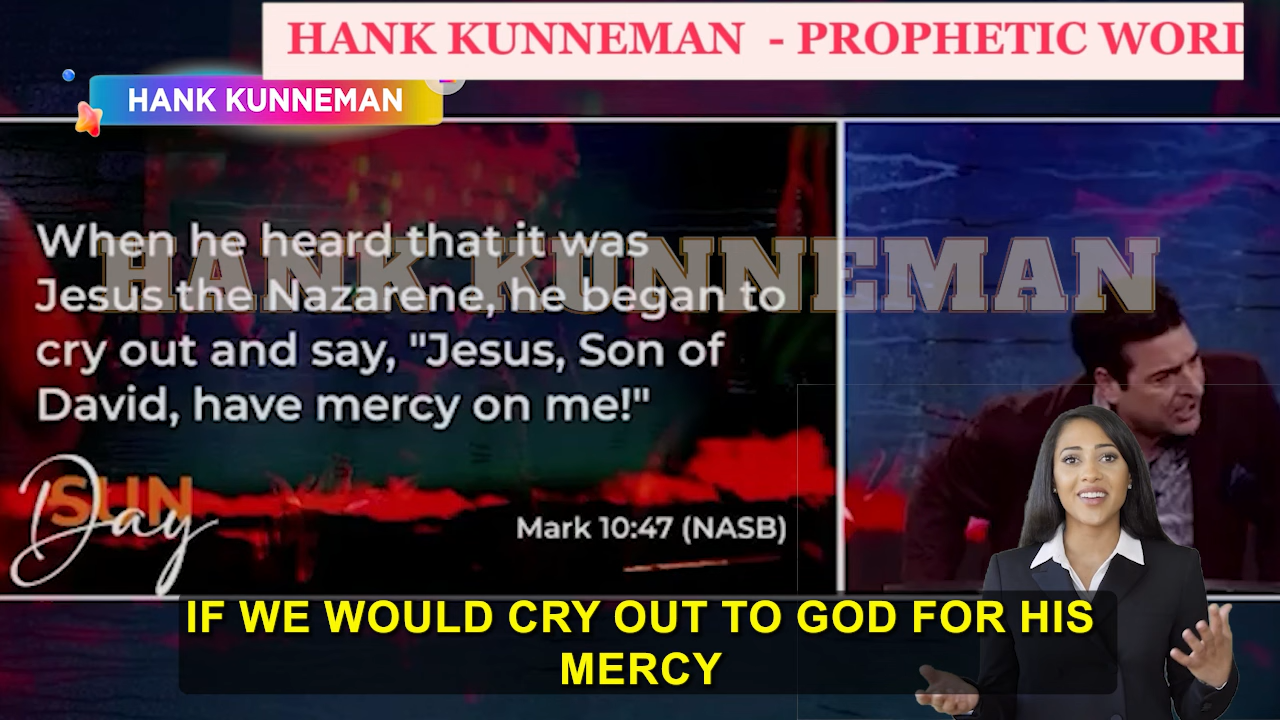 HANK KUNNEMAN - PROPHETIC WORD
HANK KUNNEMAN
HANK KUNNEMAN
When he heard that it was
Jesus the Nazarene, he began to
cry out and say, "Jesus, Son of
David, have mercy on me!"
SUN
Day
Mark 10:47 (NASB)
IF WE WOULD CRY OUT TO GOD FOR HIS
MERCY